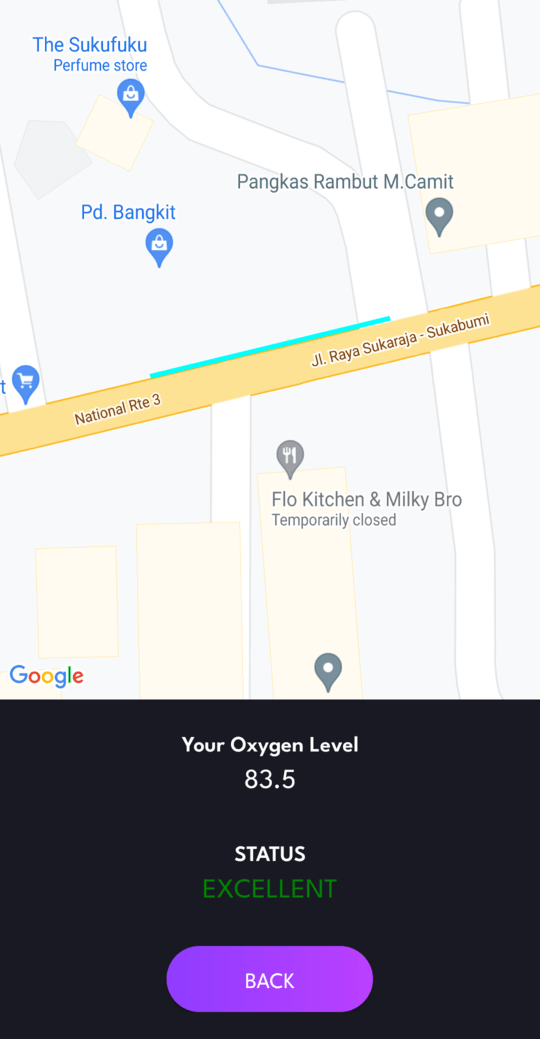 The Sukufuku
Perfume store
Pangkas Rambut M.Camit
Pd. Bangkit
Jl. Raya Sukaraja - Sukabumi
t
National Rte 3
Flo Kitchen & Milky Bro
Temporarily closed
Google
Your Oxygen Level
83.5
STATUS
EXCELLENT
BACK